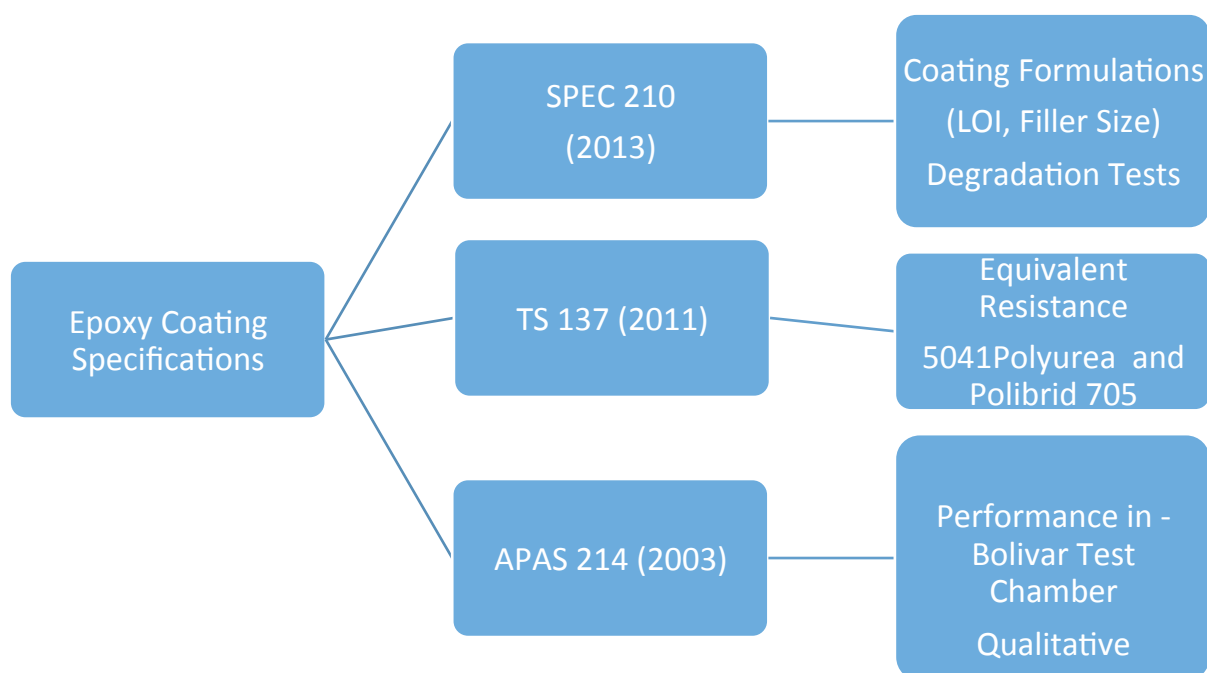 Epoxy Coating
Specifications
SPEC 210
(2013)
Coating Formulations
(LOI, Filler Size)
Degradation Tests
TS 137 (2011)
Equivalent
Resistance
5041Polyurea and
Polibrid 705
APAS 214 (2003)
Performance in -
Bolivar Test
Chamber
Qualitative